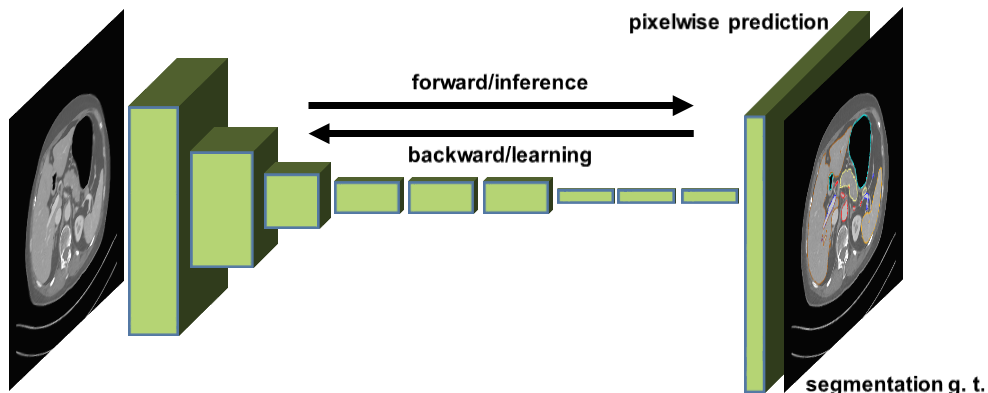 pixelwise prediction
forward/inference
backward/learning
segmentation g. t.